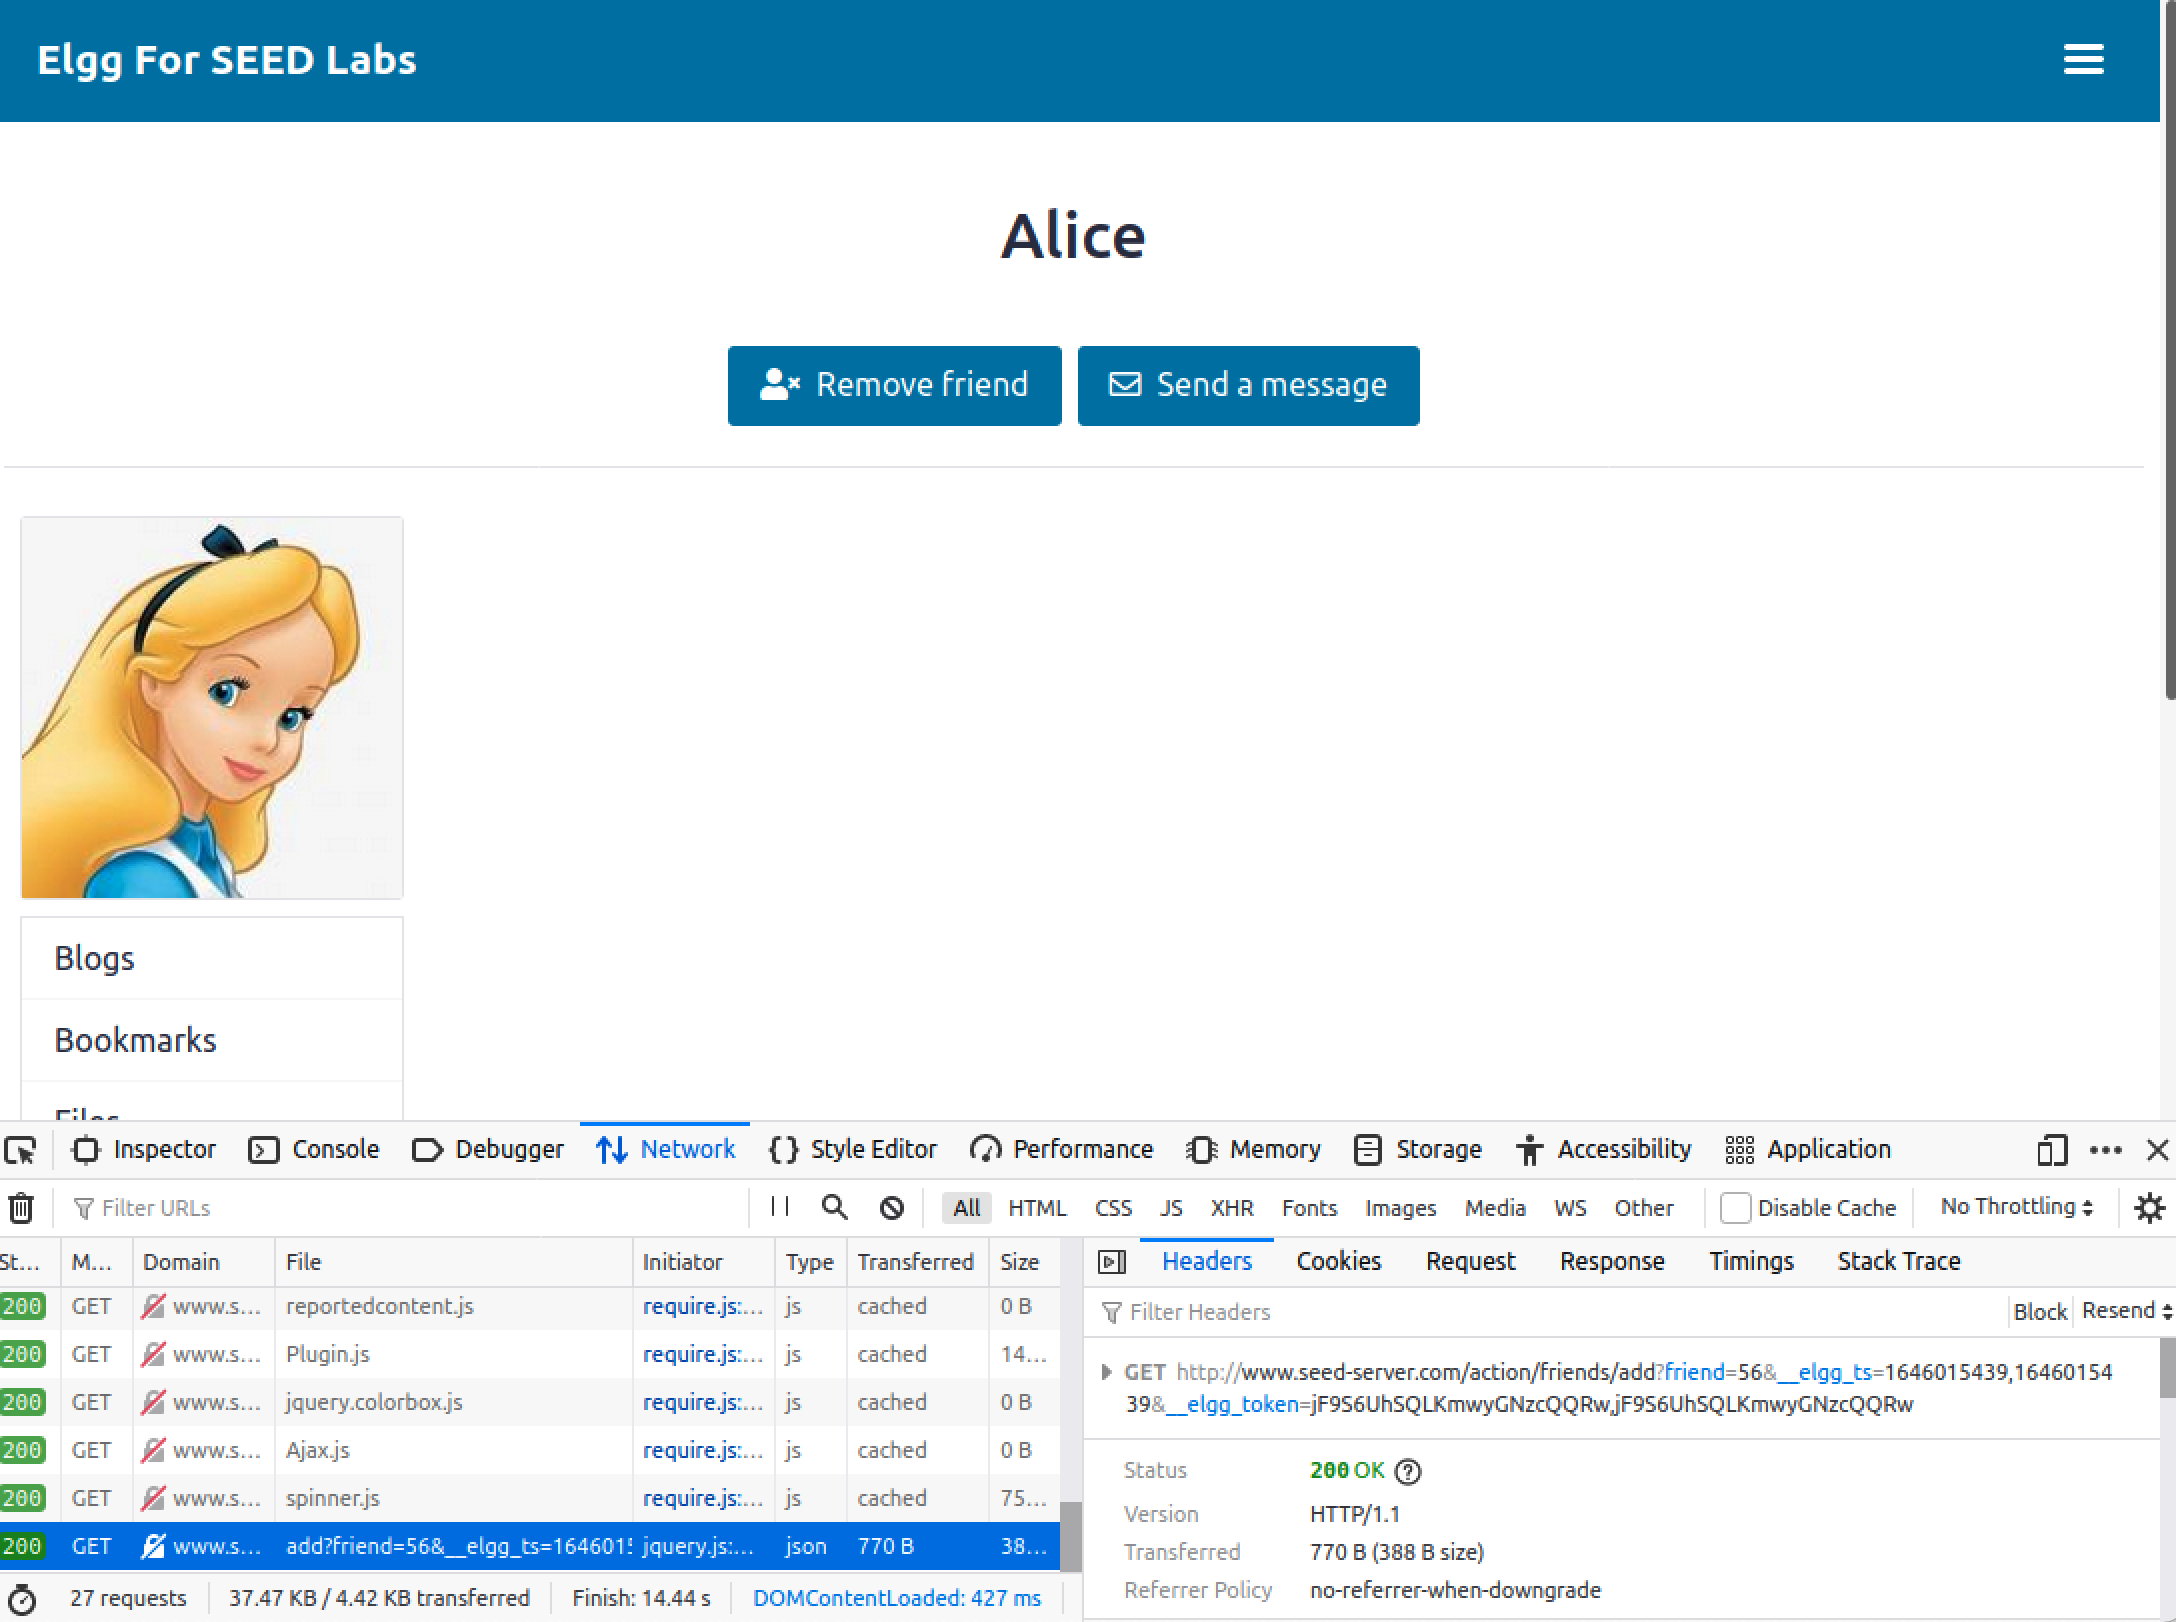 Elgg For SEED Labs
Alice
Remove friend Send a message
Blogs
Bookmarks
Files
Inspector Console Debugger Network Style Editor Performance Memory Storage Accessibility Application
Filter URLs All HTML CSS JS XHR Fonts Images Media WS Other Disable Cache No Throttling
St... M... Domain File Initiator Type Transferred Size
200 GET www.s... reportedcontent.js require.js:... js cached 0 B
200 GET www.s... Plugin.js require.js:... js cached 14...
200 GET www.s... jquery.colorbox.js require.js:... js cached 0 B
200 GET www.s... Ajax.js require.js:... js cached 0 B
200 GET www.s... spinner.js require.js:... js cached 75...
200 GET www.s... add?friend=56&__elgg_ts=1646015 jquery.js:... json 770 B 38...
27 requests 37.47 KB / 4.42 KB transferred Finish: 14.44 s DOMContentLoaded: 427 ms
Headers Cookies Request Response Timings Stack Trace
Filter Headers Block Resend
GET http://www.seed-server.com/action/friends/add?friend=56&__elgg_ts=1646015439,16460154
39&__elgg_token=jF9S6UhSQLKmwyGNzcQQRw,jF9S6UhSQLKmwyGNzcQQRw
Status 200 OK
Version HTTP/1.1
Transferred 770 B (388 B size)
Referrer Policy no-referrer-when-downgrade